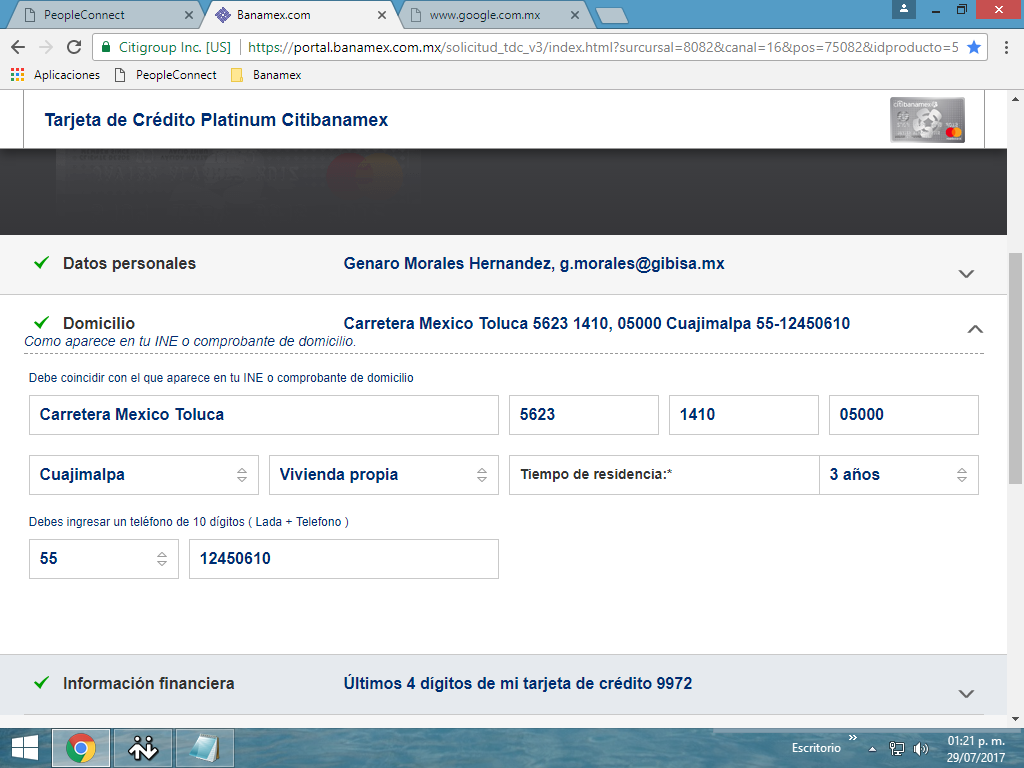 PeopleConnect
Banamex.com
www.google.com.mx
Citigroup Inc. [US] https://portal.banamex.com.mx/solicitud_tdc_v3/index.html?surcursal=8082&canal=16&pos=75082&idproducto=5
Aplicaciones PeopleConnect Banamex
Tarjeta de Crédito Platinum Citibanamex
citibanamex
Datos personales Genaro Morales Hernandez, g.morales@gibisa.mx
Domicilio Carretera Mexico Toluca 5623 1410, 05000 Cuajimalpa 55-12450610
Como aparece en tu INE o comprobante de domicilio.
Debe coincidir con el que aparece en tu INE o comprobante de domicilio
Carretera Mexico Toluca 5623 1410 05000
Cuajimalpa Vivienda propia Tiempo de residencia:* 3 años
Debes ingresar un teléfono de 10 dígitos ( Lada + Telefono )
55 12450610
Información financiera Últimos 4 dígitos de mi tarjeta de crédito 9972
Escritorio
01:21 p. m.
29/07/2017